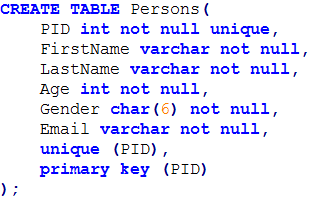 CREATE TABLE Persons(
    PID int not null unique,
    FirstName varchar not null,
    LastName varchar not null,
    Age int not null,
    Gender char(6) not null,
    Email varchar not null,
    unique (PID),
    primary key (PID)
);